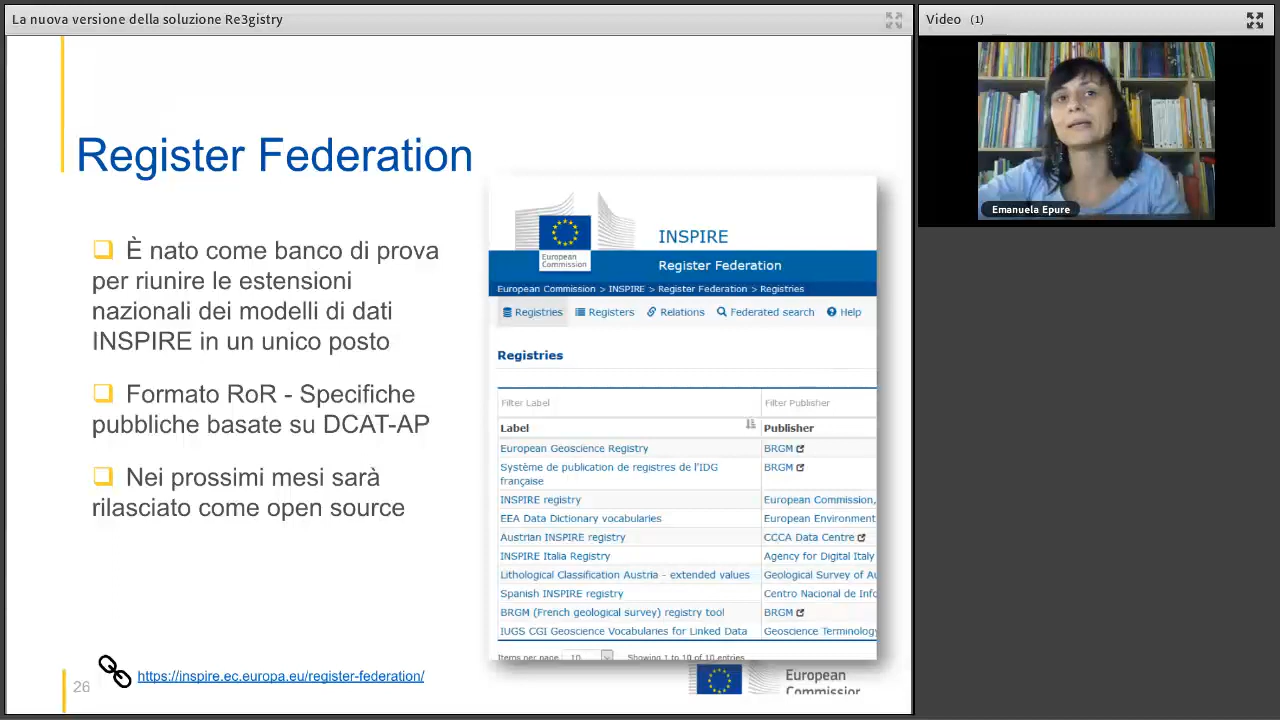 La nuova versione della soluzione Re3gistry
Video (1)
Emanuela Epure
Register Federation
È nato come banco di prova
per riunire le estensioni
nazionali dei modelli di dati
INSPIRE in un unico posto
Formato RoR - Specifiche
pubbliche basate su DCAT-AP
Nei prossimi mesi sarà
rilasciato come open source
European
Commission
INSPIRE
Register Federation
European Commission > INSPIRE > Register Federation > Registries
Registries Registers Relations Federated search Help
Registries
Filter Label Filter Publisher
Label Publisher
European Geoscience Registry BRGM
Système de publication de registres de l'IDG BRGM
française
INSPIRE registry European Commission,
EEA Data Dictionary vocabularies European Environment
Austrian INSPIRE registry CCCA Data Centre
INSPIRE Italia Registry Agency for Digital Italy
Lithological Classification Austria - extended values Geological Survey of
Spanish INSPIRE registry Centro Nacional de
BRGM (French geological survey) registry tool BRGM
IUGS CGI Geoscience Vocabularies for Linked Data Geoscience Terminology
Items per page 10 Showing 1 to 10 of 10 entries
26
https://inspire.ec.europa.eu/register-federation/
European
Commission